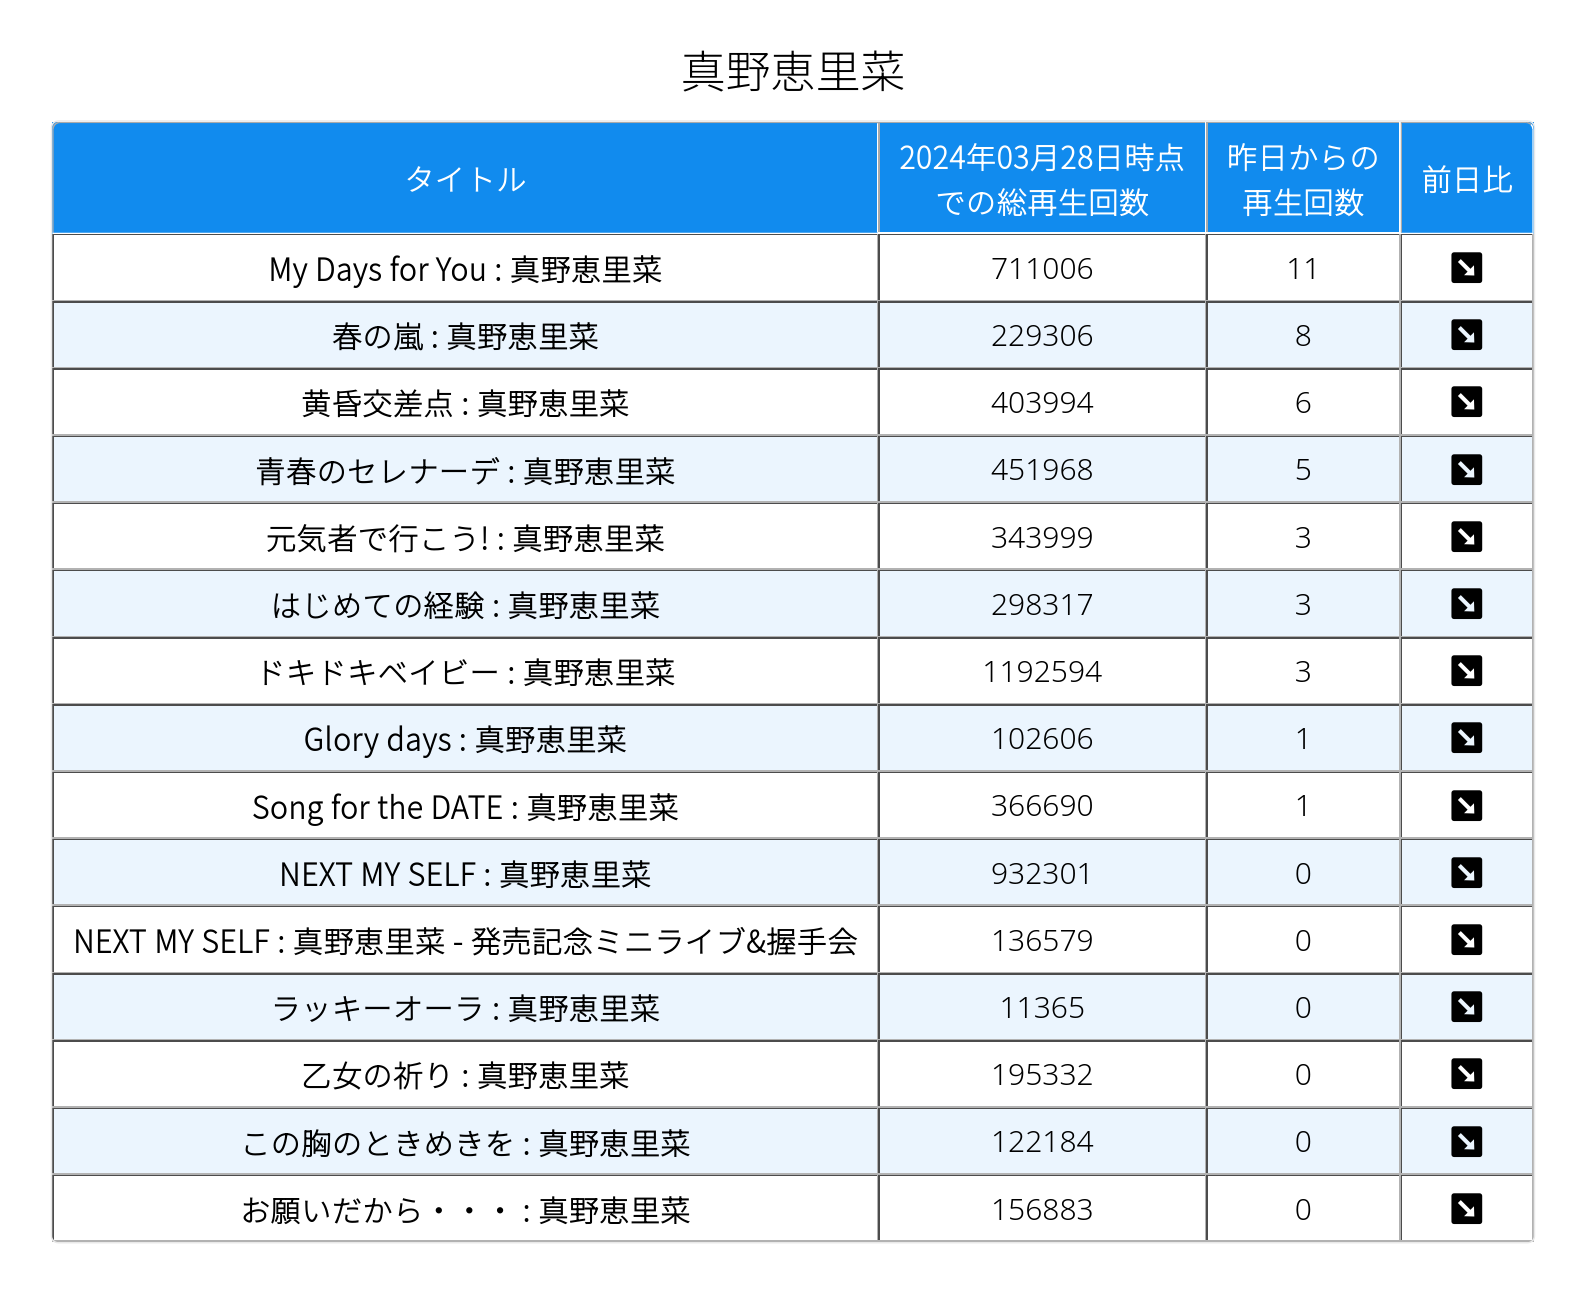 真野恵里菜
タイトル 2024年03月28日時点での総再生回数 昨日からの再生回数 前日比
My Days for You : 真野恵里菜 711006 11 ↘
春の嵐 : 真野恵里菜 229306 8 ↘
黄昏交差点 : 真野恵里菜 403994 6 ↘
青春のセレナーデ : 真野恵里菜 451968 5 ↘
元気者で行こう! : 真野恵里菜 343999 3 ↘
はじめての経験 : 真野恵里菜 298317 3 ↘
ドキドキベイビー : 真野恵里菜 1192594 3 ↘
Glory days : 真野恵里菜 102606 1 ↘
Song for the DATE : 真野恵里菜 366690 1 ↘
NEXT MY SELF : 真野恵里菜 932301 0 ↘
NEXT MY SELF : 真野恵里菜 - 発売記念ミニライブ&握手会 136579 0 ↘
ラッキーオーラ : 真野恵里菜 11365 0 ↘
乙女の祈り : 真野恵里菜 195332 0 ↘
この胸のときめきを : 真野恵里菜 122184 0 ↘
お願いだから・・・ : 真野恵里菜 156883 0 ↘